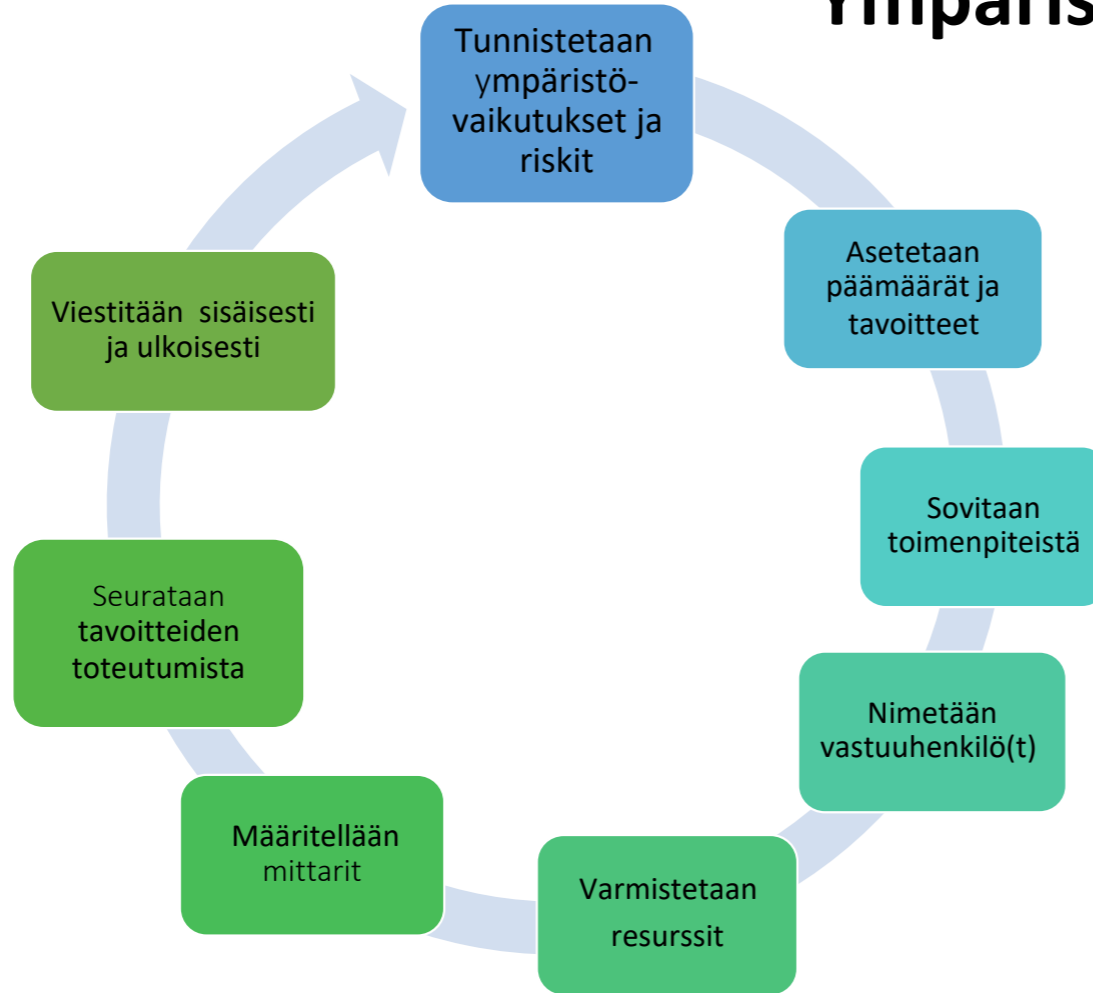 Ympäris
Tunnistetaan
ympäristö-
vaikutukset ja
riskit
Asetetaan
päämäärät ja
tavoitteet
Sovitaan
toimenpiteistä
Nimetään
vastuuhenkilö(t)
Varmistetaan
resurssit
Määritellään
mittarit
Seurataan
tavoitteiden
toteutumista
Viestitään  sisäisesti
ja ulkoisesti